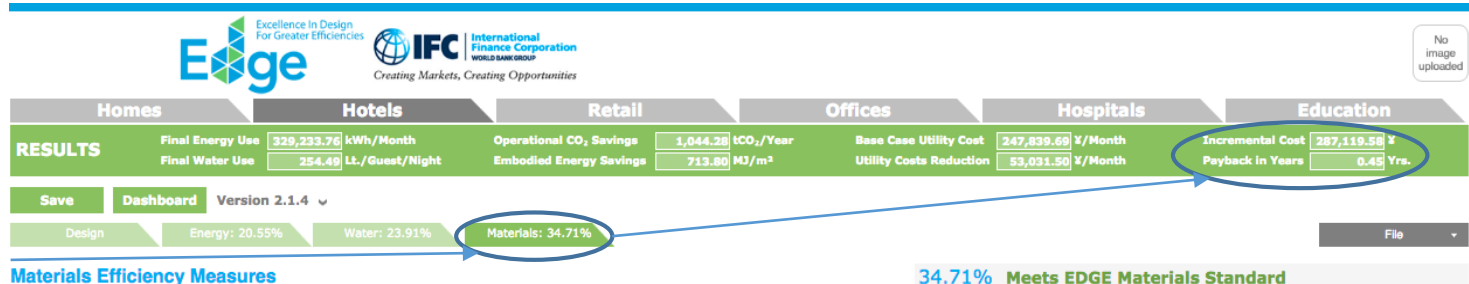 Excellence In Design
For Greater Efficiencies
Edge
IFC International Finance Corporation
WORLD BANK GROUP
Creating Markets, Creating Opportunities
No image uploaded
Homes Hotels Retail Offices Hospitals Education
RESULTS
Final Energy Use 329,233.76 kWh/Month Operational CO₂ Savings 1,044.28 tCO₂/Year Base Case Utility Cost 247,839.69 ¥/Month Incremental Cost 287,119.58 ¥
Final Water Use 254.49 Lt./Guest/Night Embodied Energy Savings 713.80 MJ/m² Utility Costs Reduction 53,031.50 ¥/Month Payback in Years 0.45 Yrs.
Save Dashboard Version 2.1.4
Design Energy: 20.55% Water: 23.91% Materials: 34.71% File
Materials Efficiency Measures 34.71% Meets EDGE Materials Standard